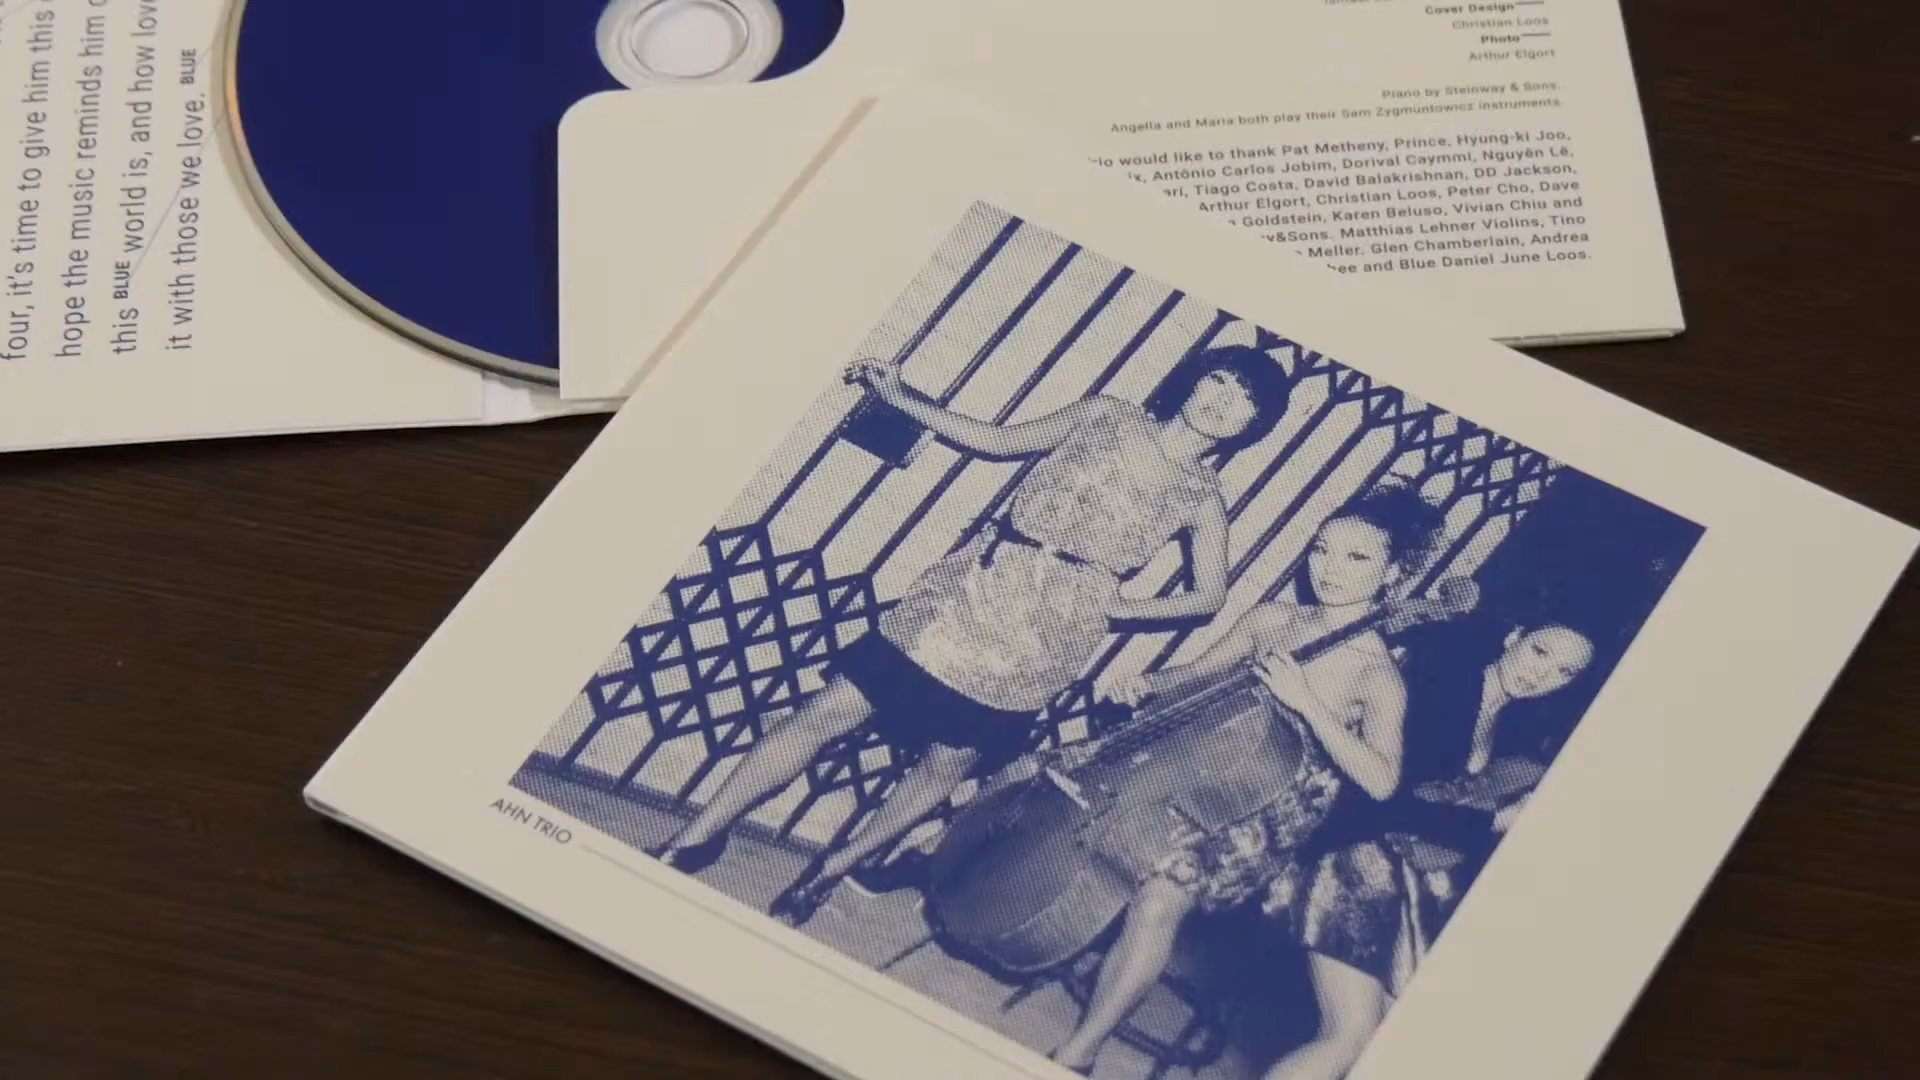 four, it's time to give him this
hope the music reminds him
this BLUE world is, and how
it with those we love. BLUE
Cover Design
Christian Loos
Photo
Arthur Elgort
Piano by Steinway & Sons.
Angella and Maria both play their Sam Zygmuntowicz instruments.
would like to thank Pat Metheny, Prince, Hyung-ki Joo,
Antônio Carlos Jobim, Dorival Caymmi, Nguyên Lê,
Tiago Costa, David Balakrishnan, DD Jackson,
Arthur Elgort, Christian Loos, Peter Cho, Dave
Goldstein, Karen Beluso, Vivian Chiu and
&Sons. Matthias Lehner Violins, Tino
Meller. Glen Chamberlain, Andrea
and Blue Daniel June Loos.
AHN TRIO